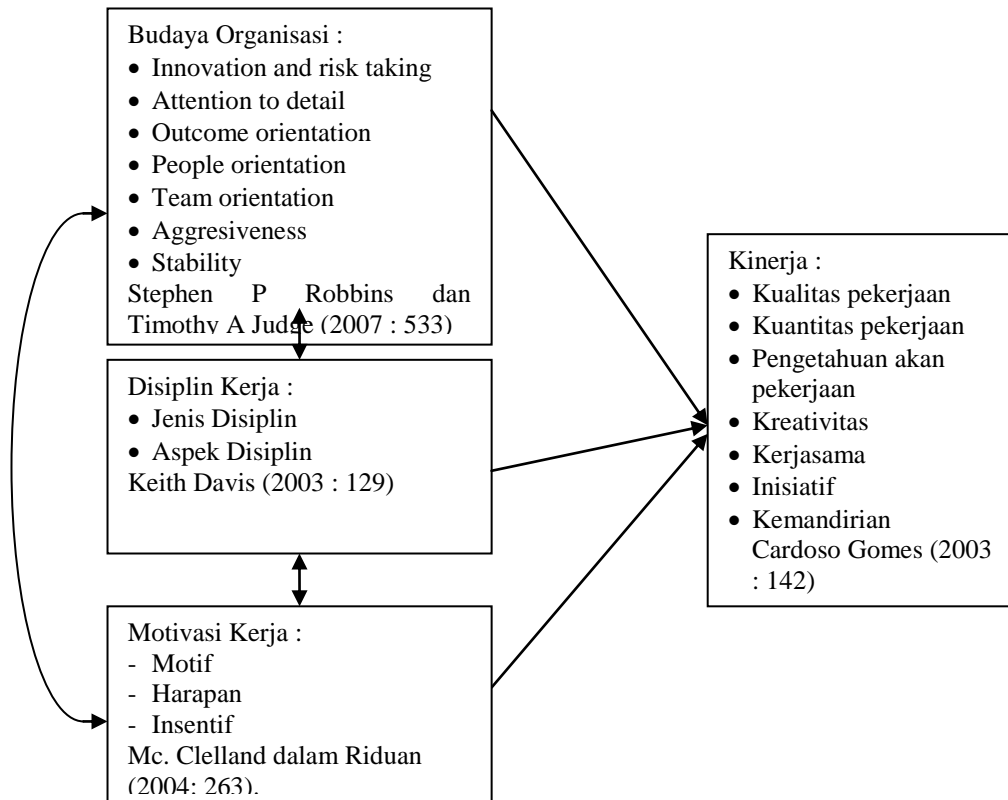 Budaya Organisasi :
• Innovation and risk taking
• Attention to detail
• Outcome orientation
• People orientation
• Team orientation
• Aggresiveness
• Stability
Stephen P Robbins dan
Timothy A Judge (2007 : 533)
Disiplin Kerja :
• Jenis Disiplin
• Aspek Disiplin
Keith Davis (2003 : 129)
Motivasi Kerja :
- Motif
- Harapan
- Insentif
Mc. Clelland dalam Riduan
(2004: 263).
Kinerja :
• Kualitas pekerjaan
• Kuantitas pekerjaan
• Pengetahuan akan
pekerjaan
• Kreativitas
• Kerjasama
• Inisiatif
• Kemandirian
Cardoso Gomes (2003
: 142)